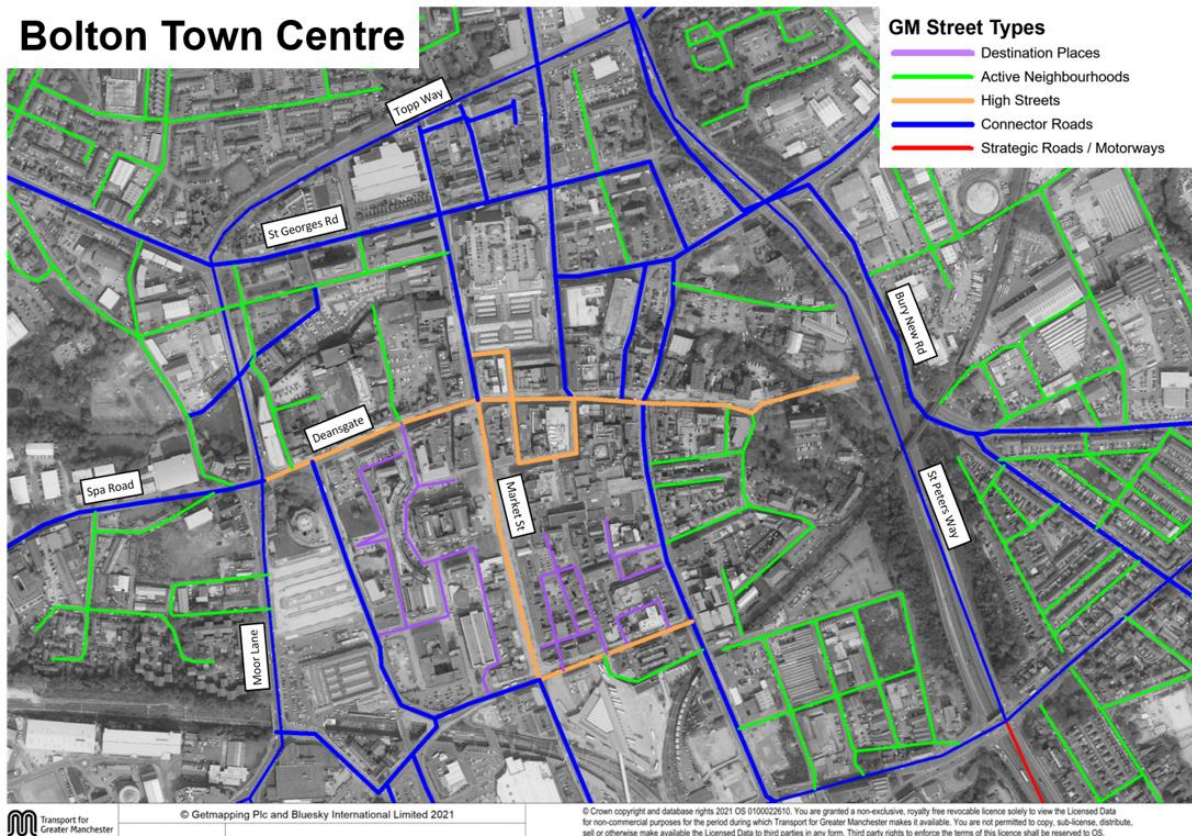 Bolton Town Centre
GM Street Types
Destination Places
Active Neighbourhoods
High Streets
Connector Roads
Strategic Roads / Motorways
Topp Way
St Georges Rd
Bury New Rd
Deansgate
Spa Road
Market St
St Peters Way
Moor Lane
Transport for
Greater Manchester
© Getmapping Plc and Bluesky International Limited 2021
© Crown copyright and database rights 2021 OS 0100022610. You are granted a non-exclusive, royalty free revocable licence solely to view the Licensed Data
for non-commercial purposes for the period during which Transport for Greater Manchester makes it available. You are not permitted to copy, sub-license, distribute,
sell or otherwise make available the Licensed Data to third parties in any form. Third party rights to enforce the terms of this licence shall be reserved to OS.